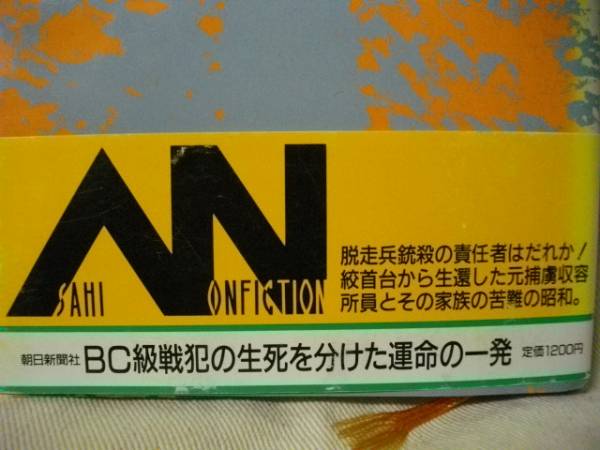 ASAHI NONFICTION
脱走兵銃殺の責任者はだれか!
絞首台から生還した元捕虜収容
所員とその家族の苦難の昭和。
朝日新聞社 BC級戦犯の生死を分けた運命の一発 定価1200円